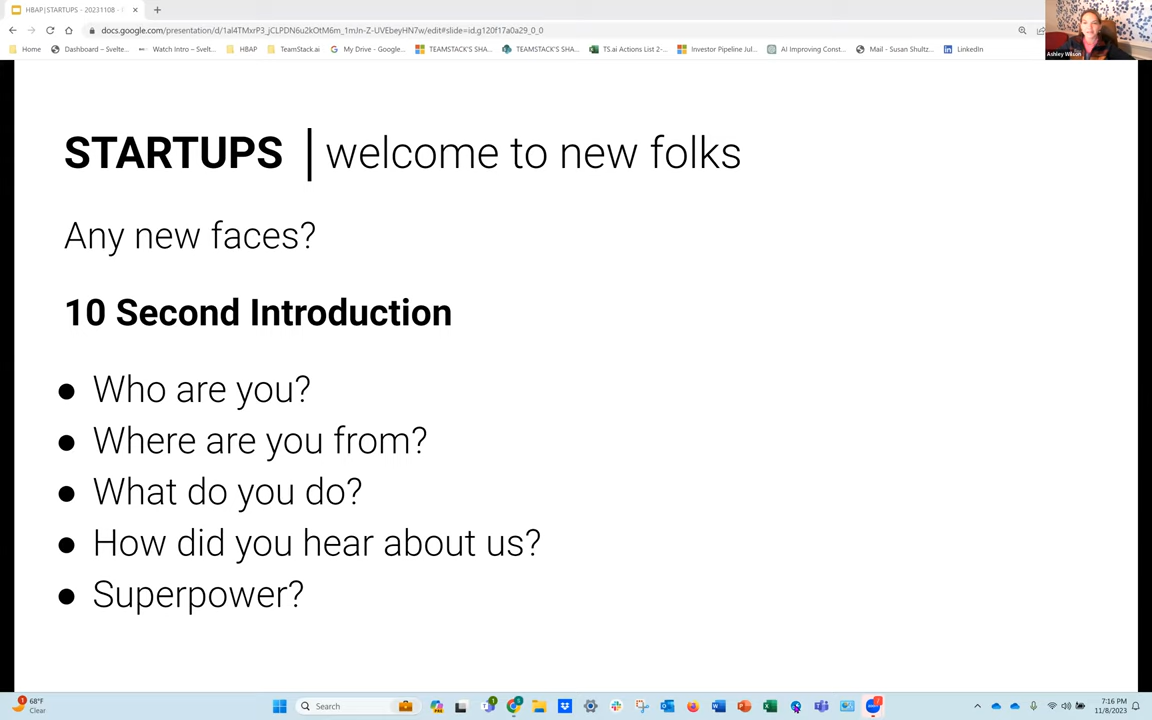 HBAP|STARTUPS - 20231108 -
docs.google.com/presentation/d/1al4TMxrP3_jCLPDN6u2kOtM6m_1mJn-Z-UVEbeyHN7w/edit#slide=id.g120f17a0a29_0_0
Home Dashboard – Svelte... Watch Intro – Svelt... HBAP TeamStack.ai My Drive - Google... TEAMSTACK'S SHA... TEAMSTACK'S SHA... TS.ai Actions List 2-... Investor Pipeline Jul... AI Improving Const... Mail - Susan Shultz... LinkedIn
Ashley Wilson
STARTUPS | welcome to new folks
Any new faces?
10 Second Introduction
● Who are you?
● Where are you from?
● What do you do?
● How did you hear about us?
● Superpower?
68°F
Clear
Search
7:16 PM
11/8/2023